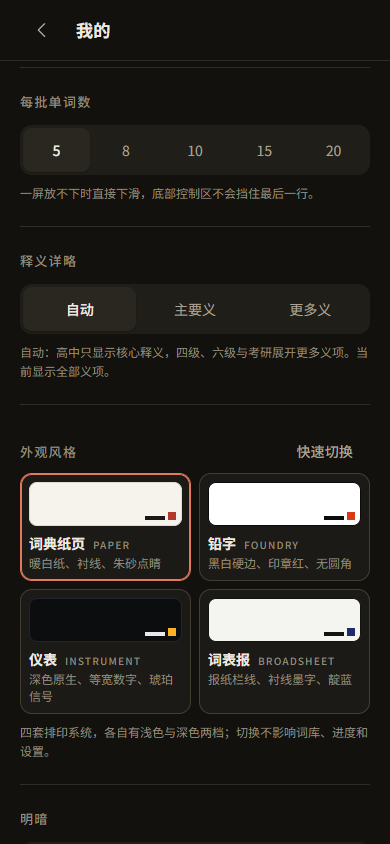 我的
每批单词数
5 8 10 15 20
一屏放不下时直接下滑，底部控制区不会挡住最后一行。
释义详略
自动 主要义 更多义
自动：高中只显示核心释义，四级、六级与考研展开更多义项。当
前显示全部义项。
外观风格 快速切换
词典纸页 PAPER
暖白纸、衬线、朱砂点睛
铅字 FOUNDRY
黑白硬边、印章红、无圆角
仪表 INSTRUMENT
深色原生、等宽数字、琥珀
信号
词表报 BROADSHEET
报纸栏线、衬线墨字、靛蓝
四套排印系统，各自有浅色与深色两档；切换不影响词库、进度和
设置。
明暗